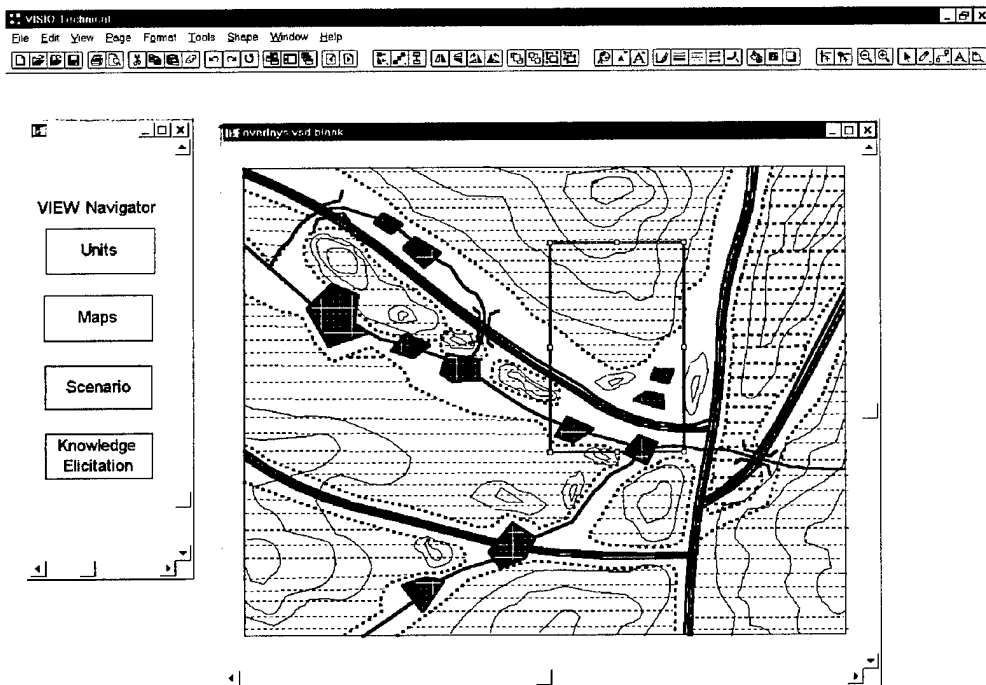 VISIO Technical
File Edit View Page Format Tools Shape Window Help
overlays.vsd:blank
VIEW Navigator
Units
Maps
Scenario
Knowledge
Elicitation